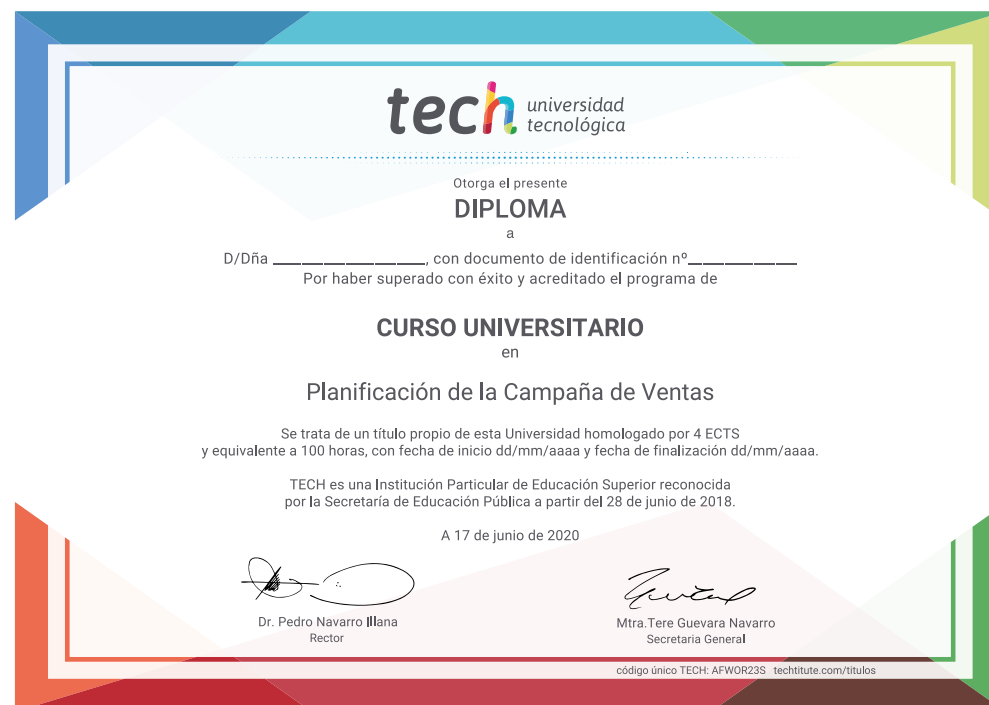 tech universidad
tecnológica
Otorga el presente
DIPLOMA
a
D/Dña ____________________, con documento de identificación nº______________
Por haber superado con éxito y acreditado el programa de
CURSO UNIVERSITARIO
en
Planificación de la Campaña de Ventas
Se trata de un título propio de esta Universidad homologado por 4 ECTS
y equivalente a 100 horas, con fecha de inicio dd/mm/aaaa y fecha de finalización dd/mm/aaaa.
TECH es una Institución Particular de Educación Superior reconocida
por la Secretaría de Educación Pública a partir del 28 de junio de 2018.
A 17 de junio de 2020
Dr. Pedro Navarro Illana
Rector
Mtra.Tere Guevara Navarro
Secretaria General
código único TECH: AFWOR23S techtitute.com/titulos